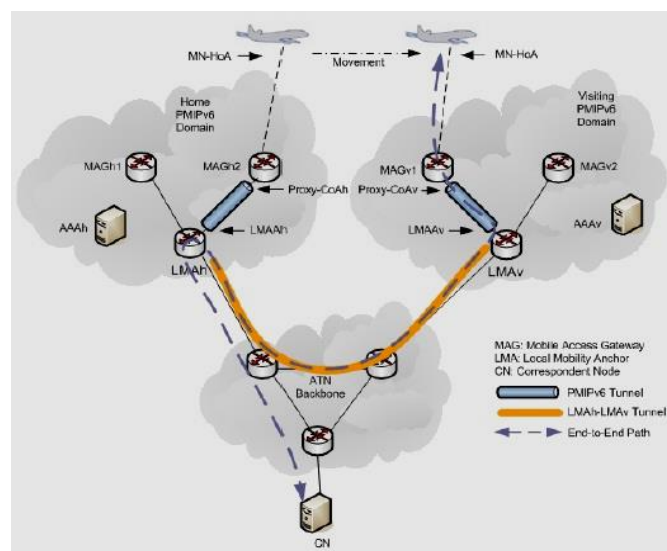 MN-HoA
Movement
MN-HoA
Home
PMIPv6
Domain
Visiting
PMIPv6
Domain
MAGh1
MAGh2
MAGv1
MAGv2
Proxy-CoAh
Proxy-CoAv
AAAh
LMAAh
LMAAv
AAAv
LMAh
LMAv
ATN
Backbone
MAG: Mobile Access Gateway
LMA: Local Mobility Anchor
CN: Correspondent Node
PMIPv6 Tunnel
LMAh-LMAv Tunnel
End-to-End Path
CN